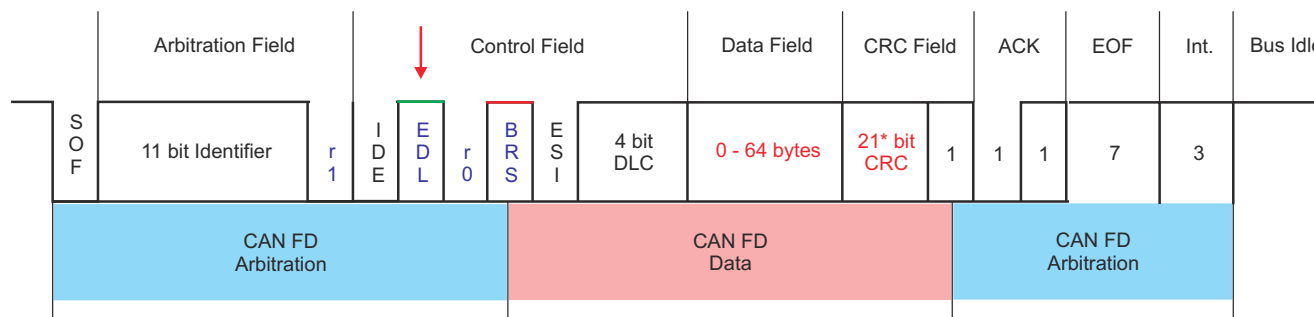 Arbitration Field
Control Field
Data Field
CRC Field
ACK
EOF
Int.
Bus Idle
S
O
F
11 bit Identifier
r
1
I
D
E
E
D
L
r
0
B
R
S
E
S
I
4 bit
DLC
0 - 64 bytes
21* bit
CRC
1
1
1
7
3
CAN FD
Arbitration
CAN FD
Data
CAN FD
Arbitration